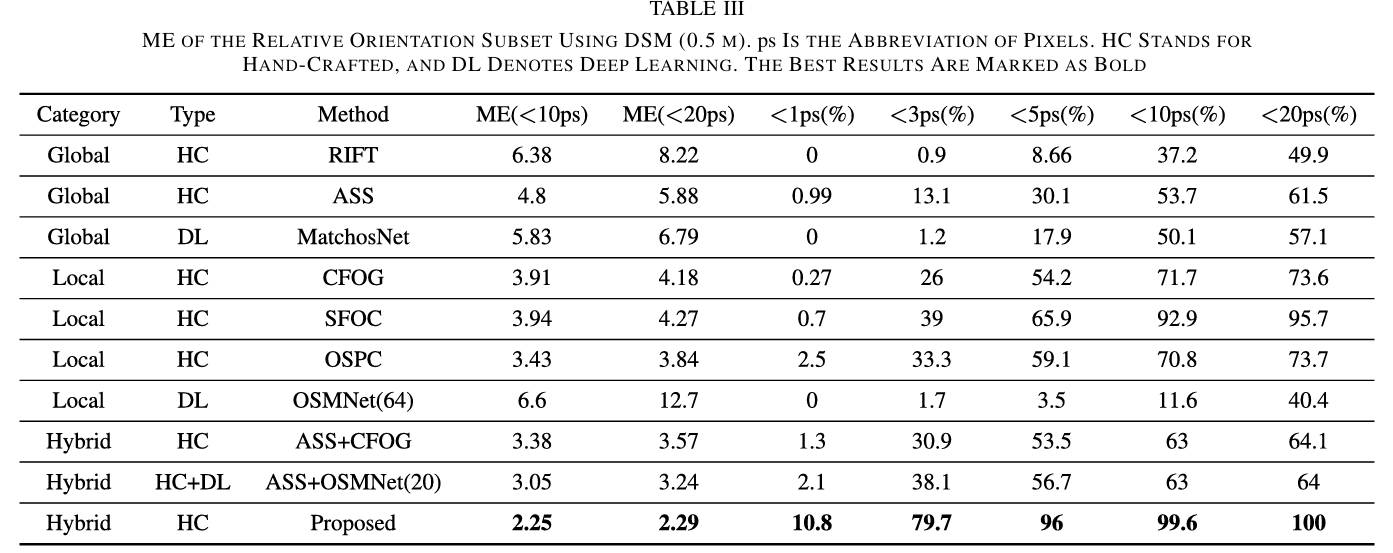 TABLE III
ME OF THE RELATIVE ORIENTATION SUBSET USING DSM (0.5 M). ps IS THE ABBREVIATION OF PIXELS. HC STANDS FOR
HAND-CRAFTED, AND DL DENOTES DEEP LEARNING. THE BEST RESULTS ARE MARKED AS BOLD
Category Type Method ME(<10ps) ME(<20ps) <1ps(%) <3ps(%) <5ps(%) <10ps(%) <20ps(%)
Global HC RIFT 6.38 8.22 0 0.9 8.66 37.2 49.9
Global HC ASS 4.8 5.88 0.99 13.1 30.1 53.7 61.5
Global DL MatchosNet 5.83 6.79 0 1.2 17.9 50.1 57.1
Local HC CFOG 3.91 4.18 0.27 26 54.2 71.7 73.6
Local HC SFOC 3.94 4.27 0.7 39 65.9 92.9 95.7
Local HC OSPC 3.43 3.84 2.5 33.3 59.1 70.8 73.7
Local DL OSMNet(64) 6.6 12.7 0 1.7 3.5 11.6 40.4
Hybrid HC ASS+CFOG 3.38 3.57 1.3 30.9 53.5 63 64.1
Hybrid HC+DL ASS+OSMNet(20) 3.05 3.24 2.1 38.1 56.7 63 64
Hybrid HC Proposed 2.25 2.29 10.8 79.7 96 99.6 100